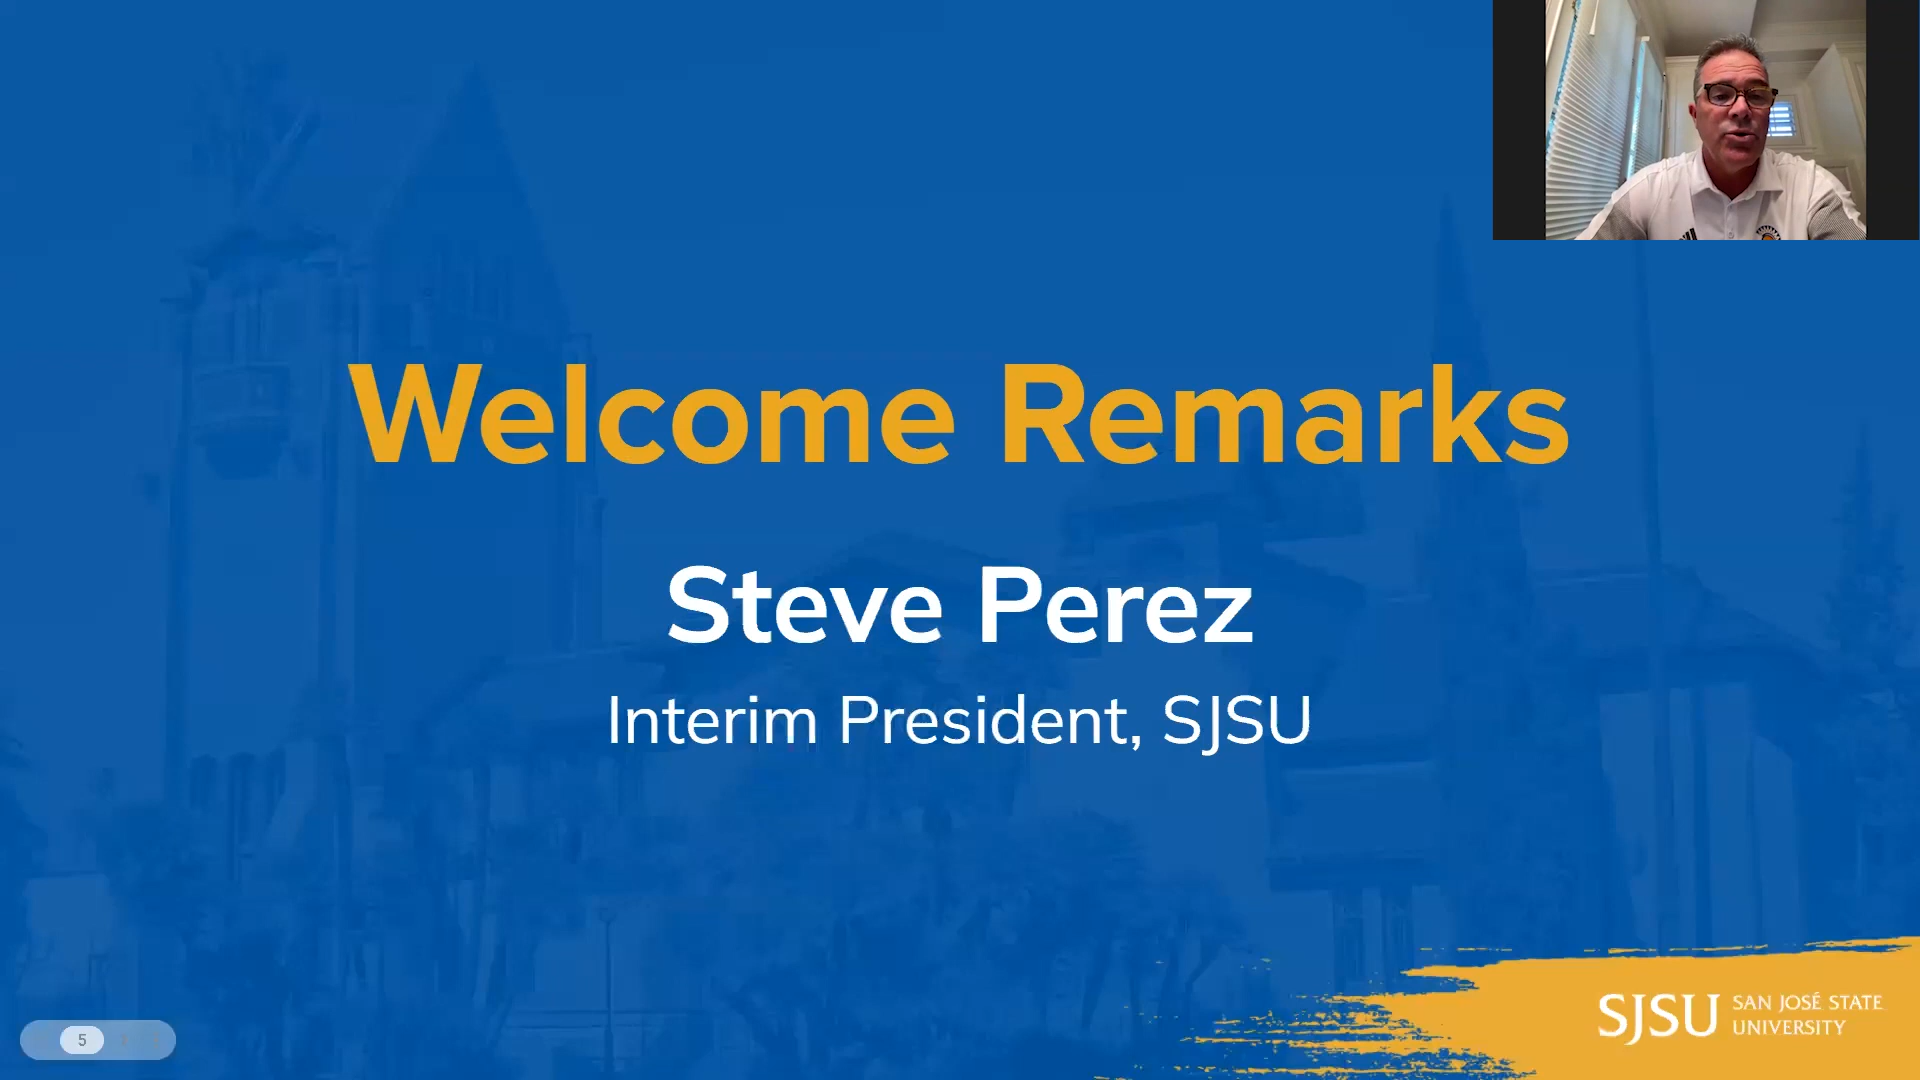 Welcome Remarks
Steve Perez
Interim President, SJSU
5
SJSU SAN JOSÉ STATE
UNIVERSITY